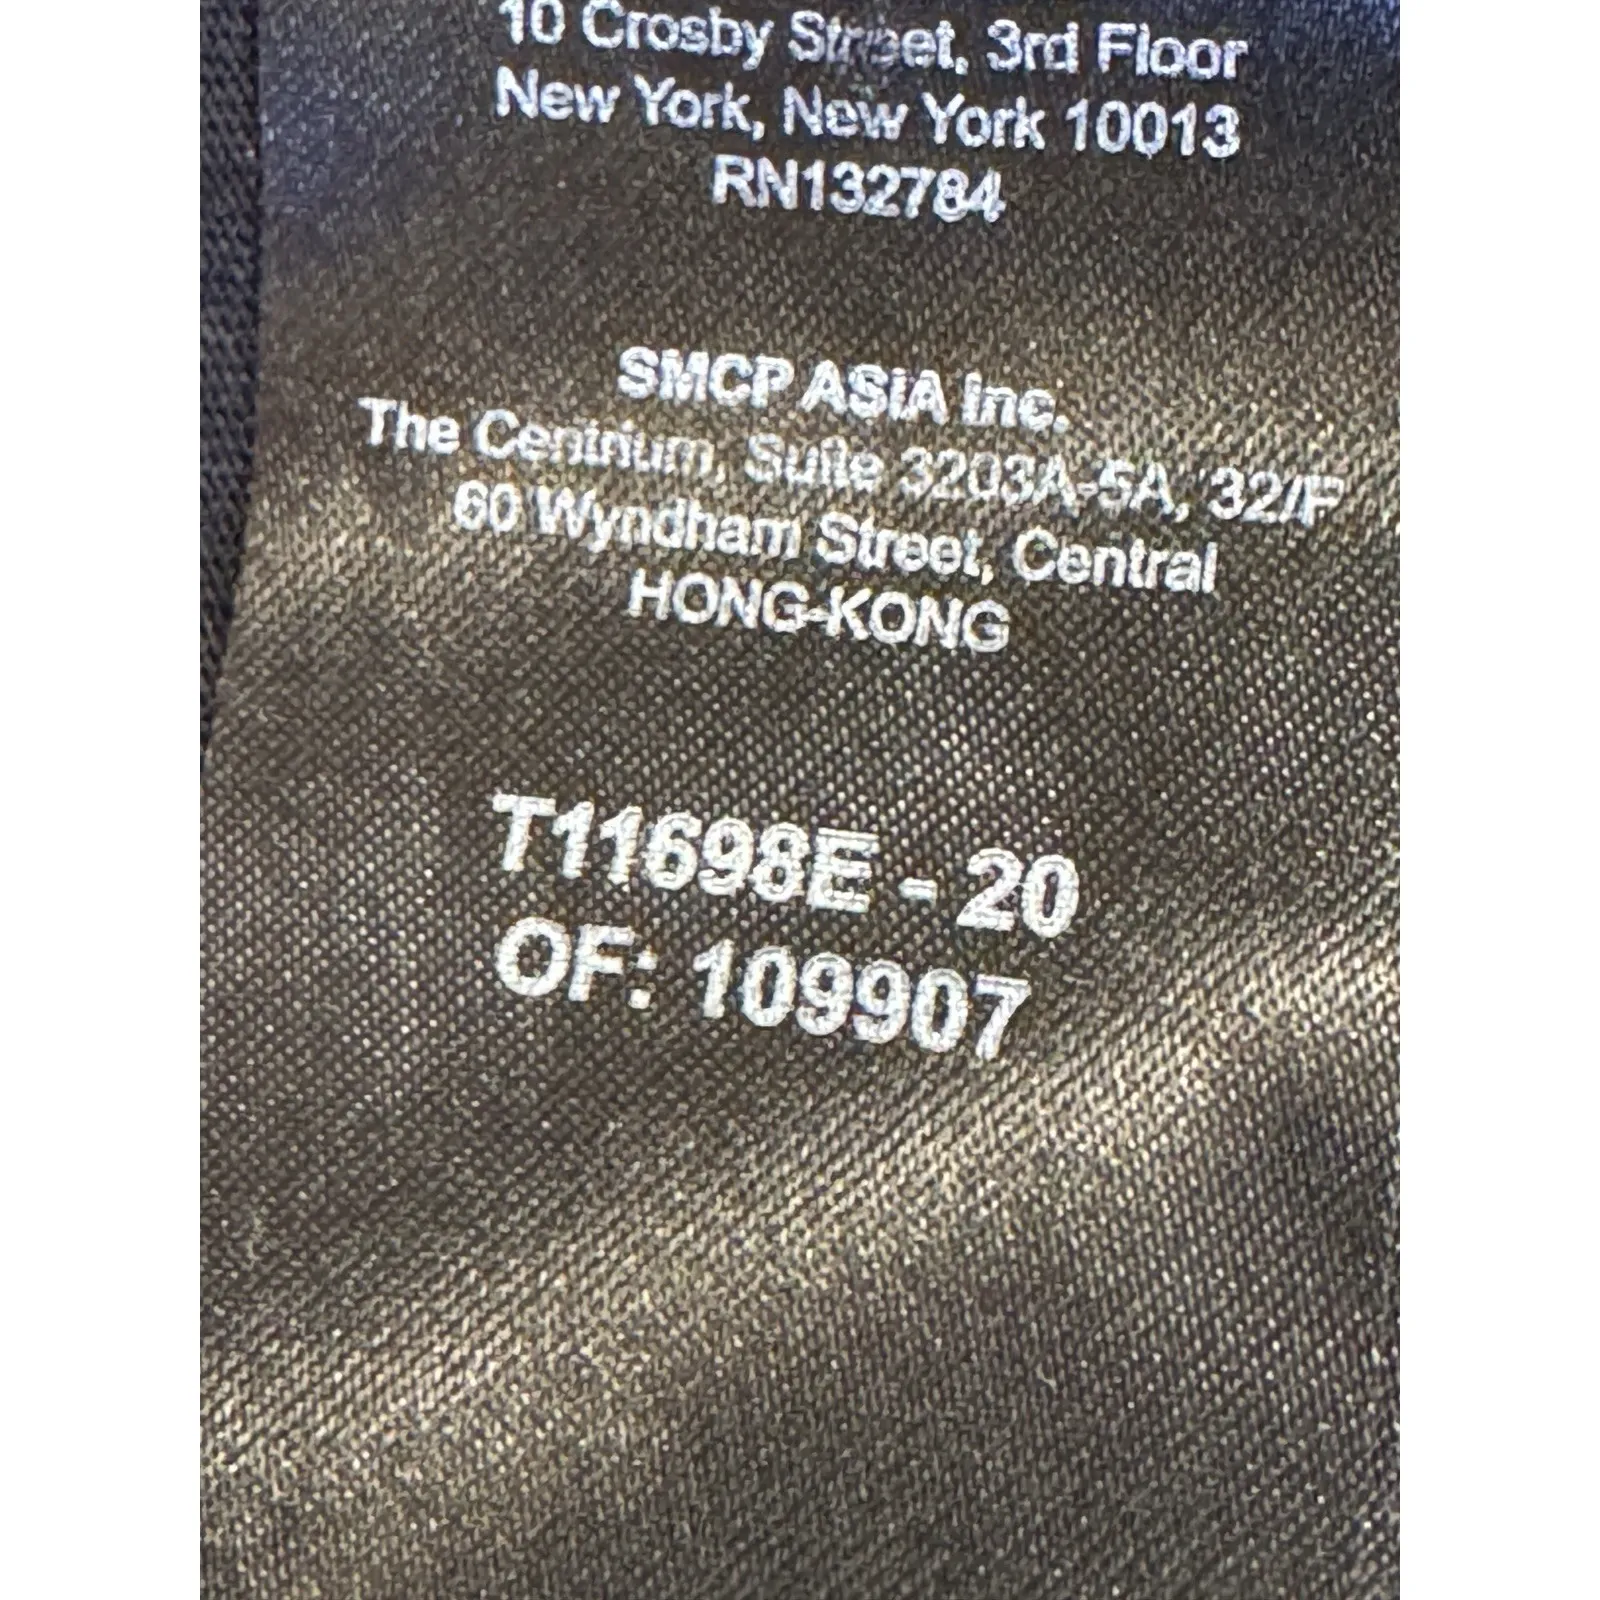 10 Crosby Street, 3rd Floor
New York, New York 10013
RN132784
SMCP ASIA Inc.
The Centrium, Suite 3203A-5A, 32/F
60 Wyndham Street, Central
HONG-KONG
T11698E - 20
OF: 109907